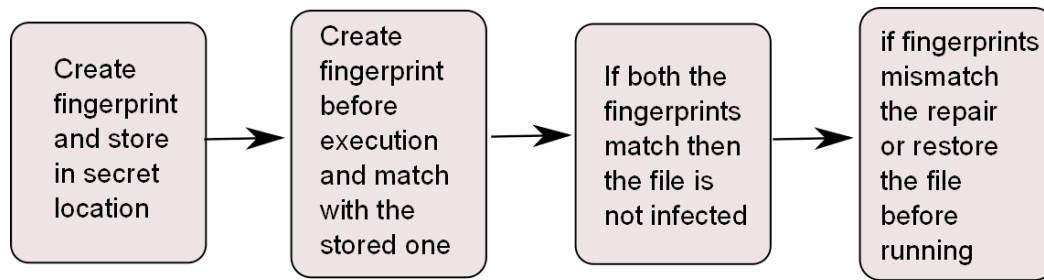 Create
fingerprint
and store
in secret
location
Create
fingerprint
before
execution
and match
with the
stored one
If both the
fingerprints
match then
the file is
not infected
if fingerprints
mismatch
the repair
or restore
the file
before
running